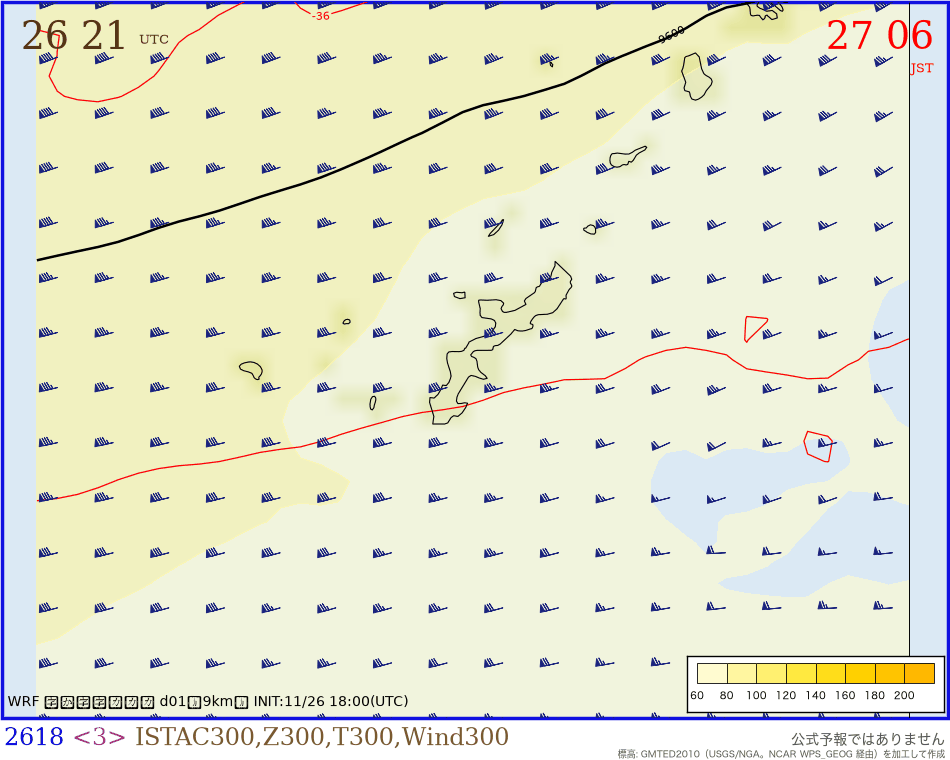 26 21 UTC
27 06 JST
-36
9600
60 80 100 120 140 160 180 200
WRF d01 9km INIT:11/26 18:00(UTC)
2618 <3> ISTAC300,Z300,T300,Wind300
公式予報ではありません
標高: GMTED2010（USGS/NGA。NCAR WPS_GEOG 経由）を加工して作成